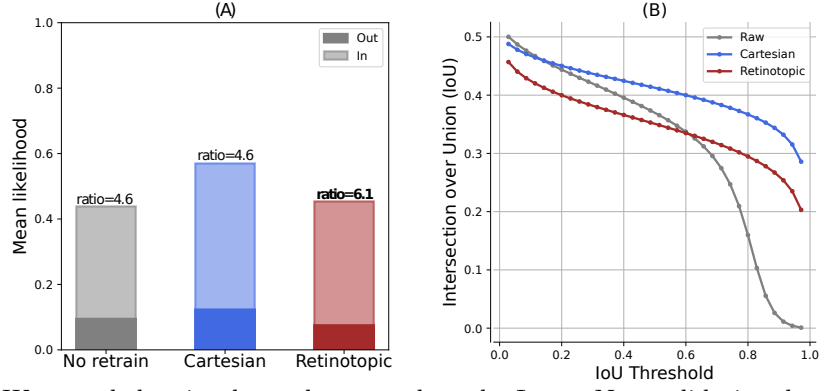 (A)
Mean likelihood
1.0
0.8
0.6
0.4
0.2
0.0
Out
In
ratio=4.6
ratio=4.6
ratio=6.1
No retrain
Cartesian
Retinotopic
(B)
Intersection over Union (IoU)
0.5
0.4
0.3
0.2
0.1
0.0
Raw
Cartesian
Retinotopic
0.0 0.2 0.4 0.6 0.8 1.0
IoU Threshold